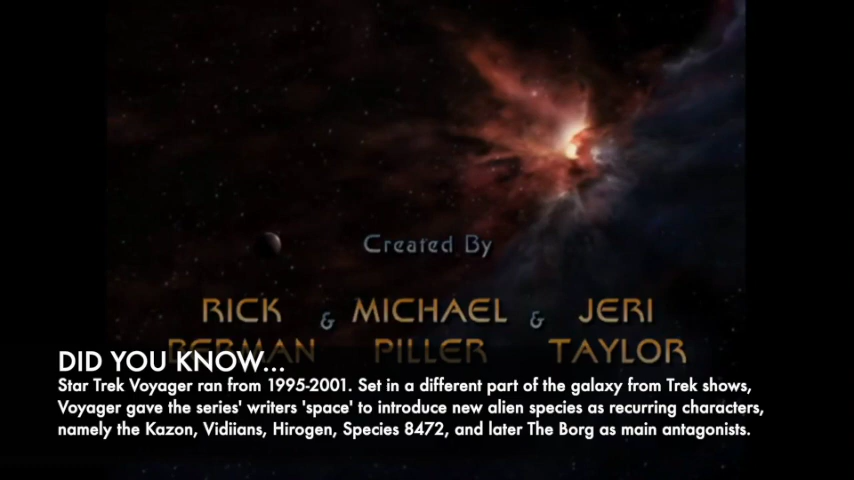 Created By
RICK & MICHAEL & JERI
BERMAN PILLER TAYLOR
DID YOU KNOW...
Star Trek Voyager ran from 1995-2001. Set in a different part of the galaxy from Trek shows,
Voyager gave the series' writers 'space' to introduce new alien species as recurring characters,
namely the Kazon, Vidiians, Hirogen, Species 8472, and later The Borg as main antagonists.